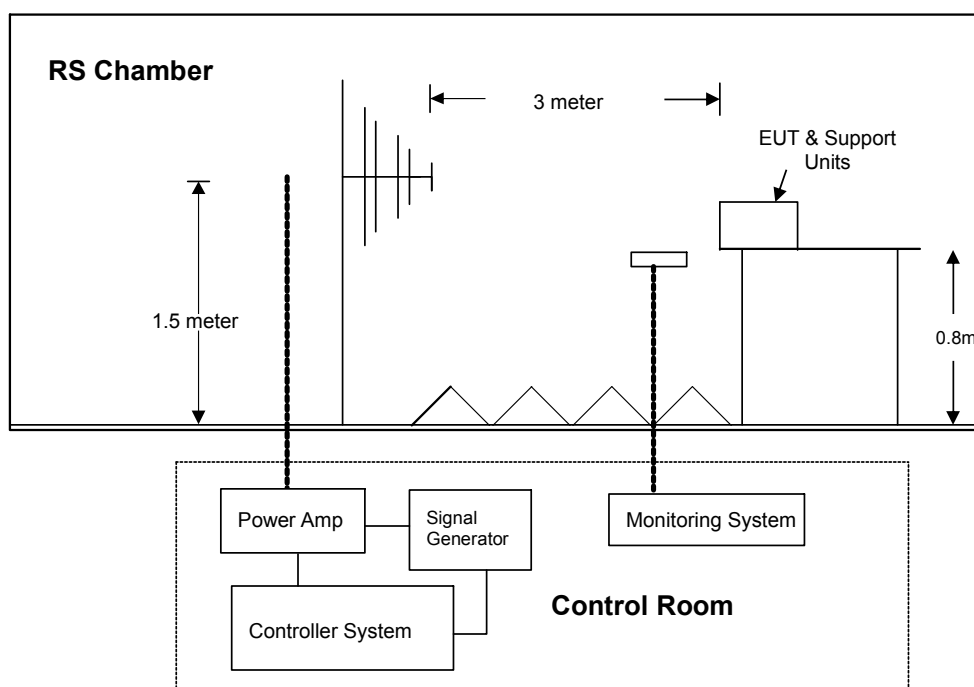 RS Chamber
3 meter
EUT & Support
Units
1.5 meter
0.8m
Power Amp
Signal
Generator
Monitoring System
Controller System
Control Room